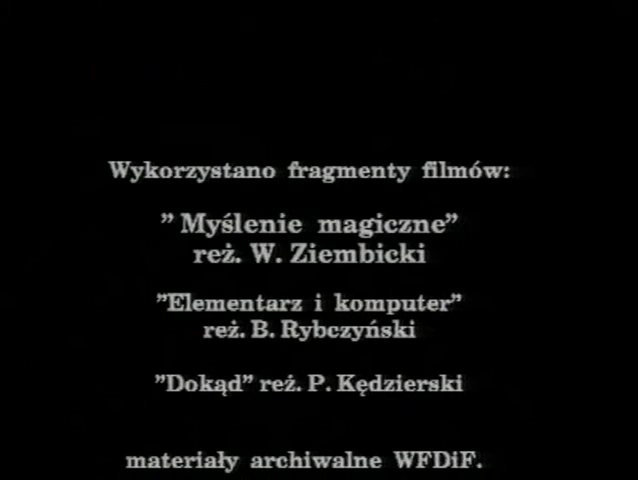 Wykorzystano fragmenty filmów:
” Myślenie magiczne”
reż. W. Ziembicki
”Elementarz i komputer”
reż. B. Rybczyński
”Dokąd” reż. P. Kędzierski
materiały archiwalne WFDiF.